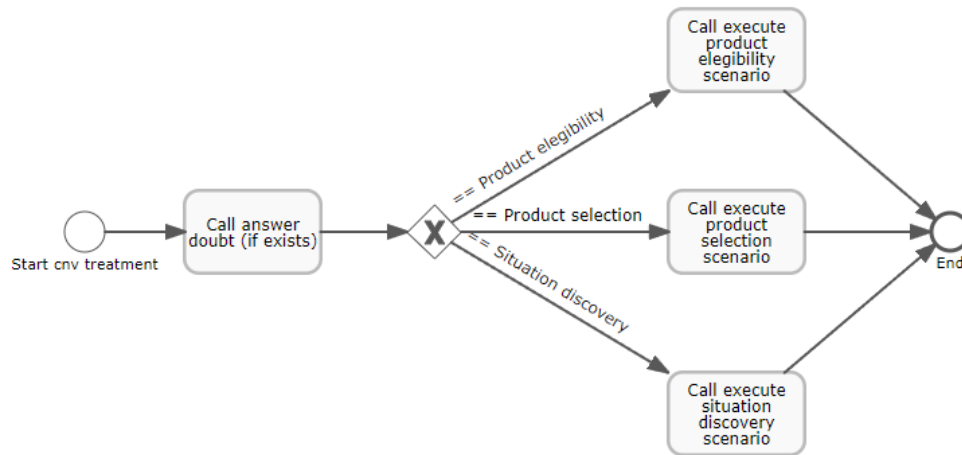 Call execute
product
elegibility
scenario
== Product elegibility
Start cnv treatment
Call answer
doubt (if exists)
X
== Product selection
Call execute
product
selection
scenario
End
== Situation discovery
Call execute
situation
discovery
scenario